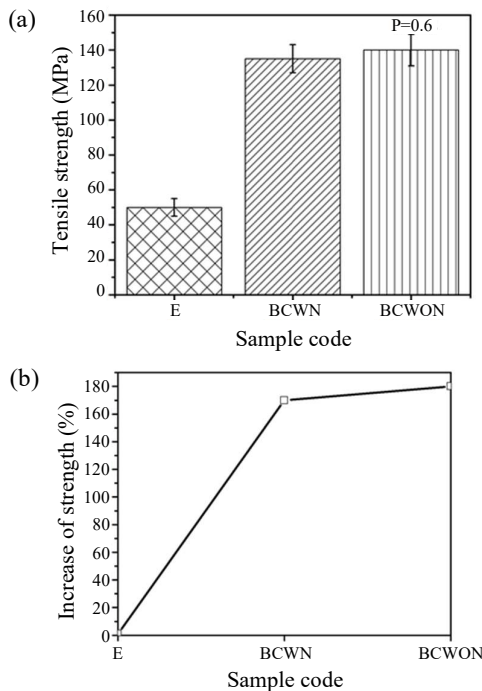 (a)
Tensile strength (MPa)
160
140
120
100
80
60
40
20
0
P=0.6
E
BCWN
BCWON
Sample code
(b)
Increase of strength (%)
180
160
140
120
100
80
60
40
20
0
E
BCWN
BCWON
Sample code